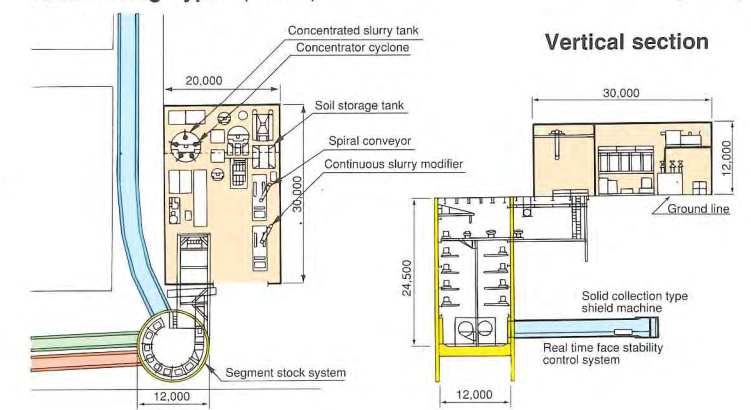 Concentrated slurry tank
Concentrator cyclone
Vertical section
20,000
30,000
Soil storage tank
Spiral conveyor
Continuous slurry modifier
30,000
12,000
Ground line
24,500
Solid collection type
shield machine
Real time face stability
control system
Segment stock system
12,000
12,000